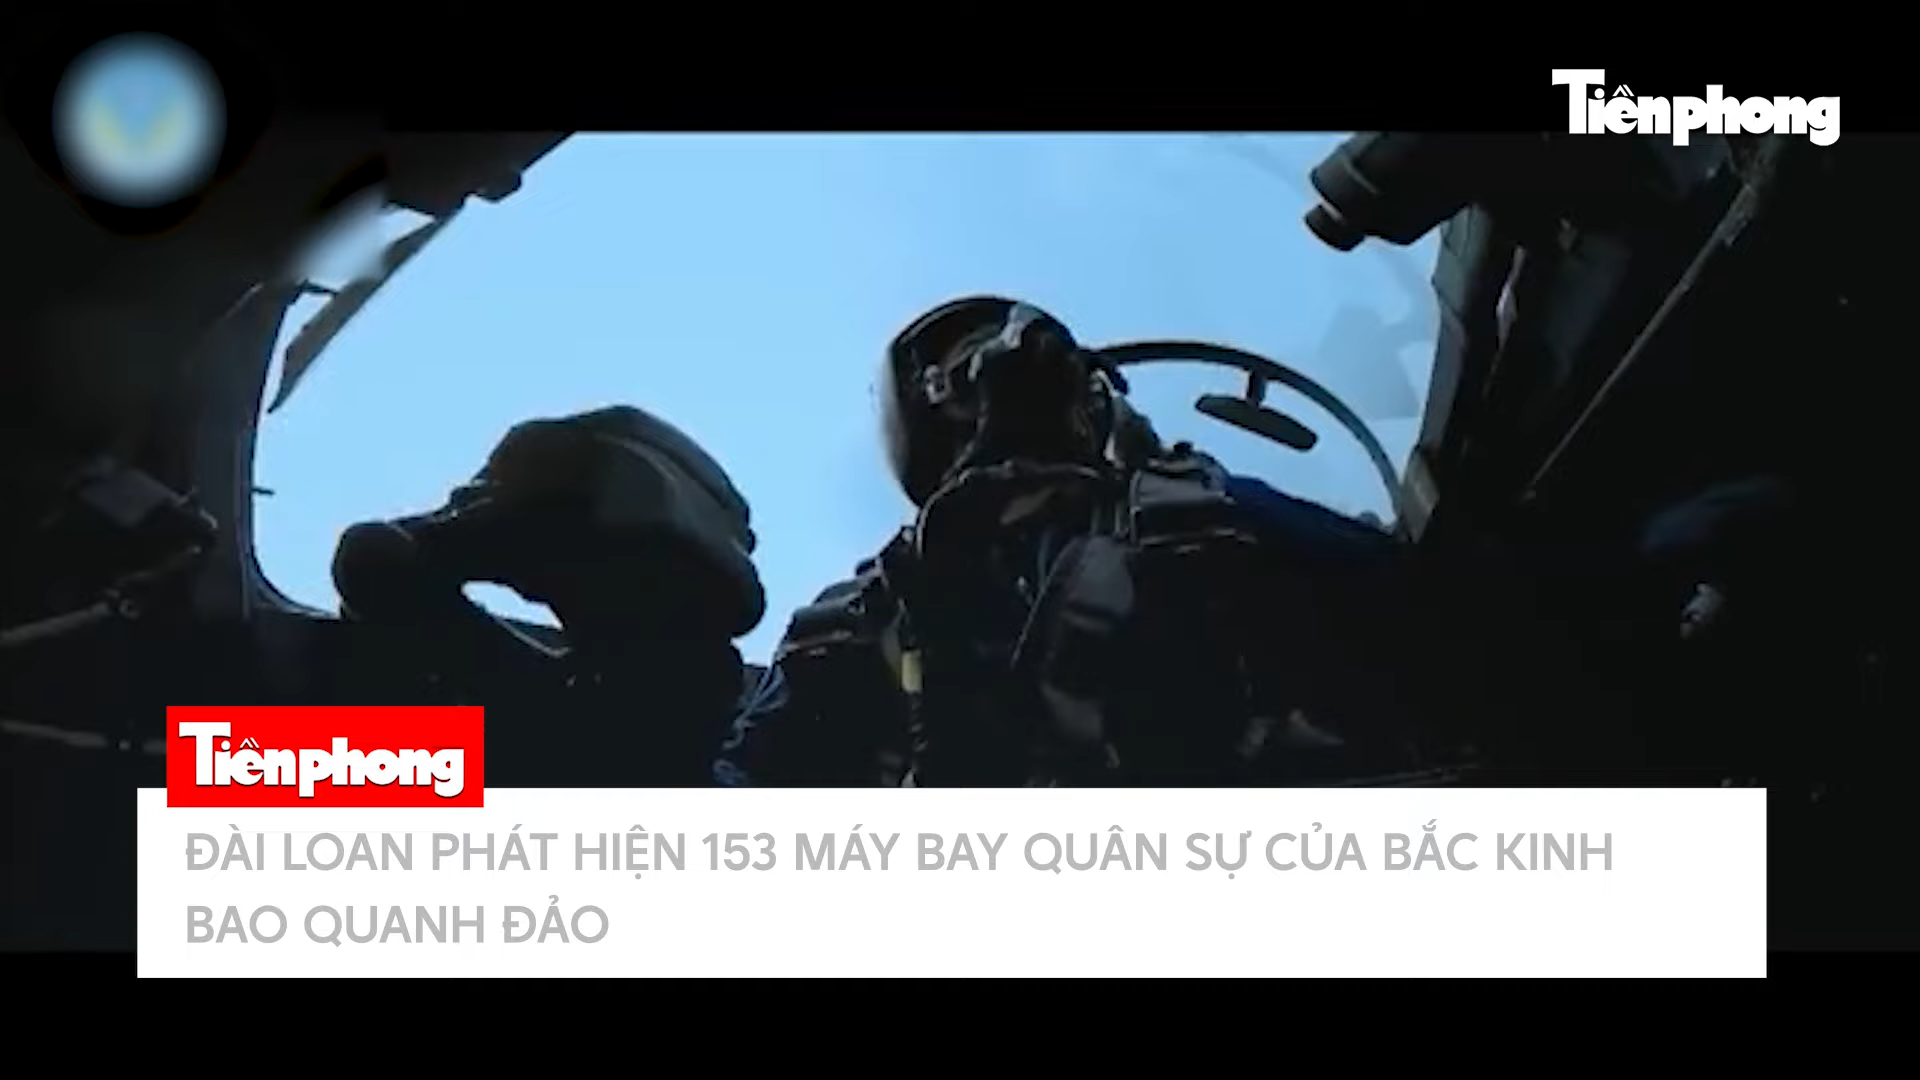 Tiềnphong
Tiềnphong
ĐÀI LOAN PHÁT HIỆN 153 MÁY BAY QUÂN SỰ CỦA BẮC KINH
BAO QUANH ĐẢO